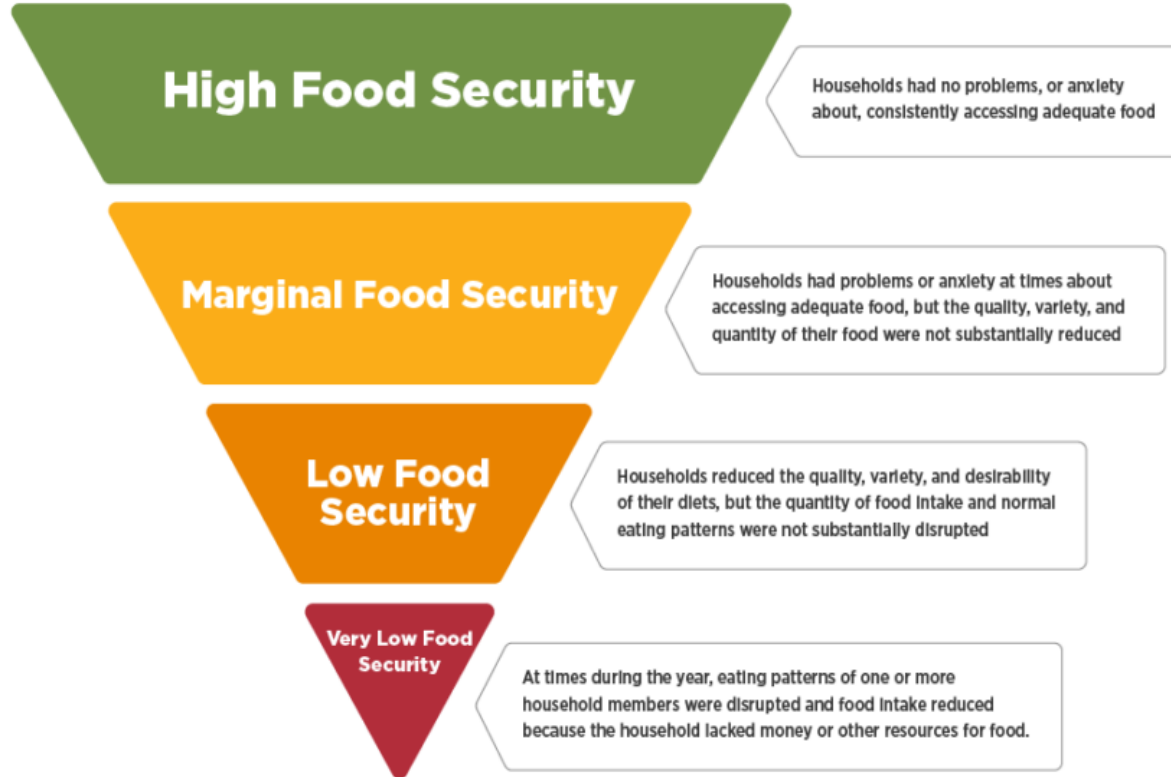 High Food Security
Households had no problems, or anxiety
about, consistently accessing adequate food
Marginal Food Security
Households had problems or anxiety at times about
accessing adequate food, but the quality, variety, and
quantity of their food were not substantially reduced
Low Food
Security
Households reduced the quality, variety, and desirability
of their diets, but the quantity of food intake and normal
eating patterns were not substantially disrupted
Very Low Food
Security
At times during the year, eating patterns of one or more
household members were disrupted and food intake reduced
because the household lacked money or other resources for food.